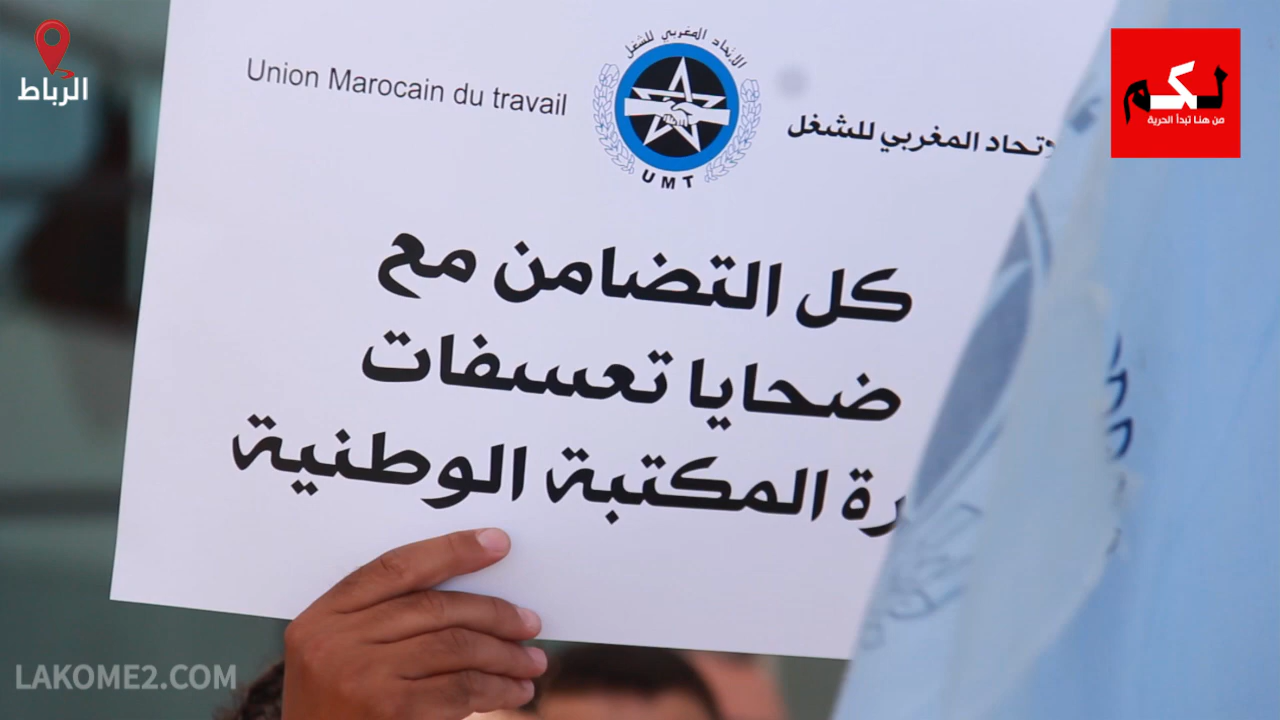 الرباط
لكم
من هنا تبدأ الحرية
Union Marocain du travail
الاتحاد المغربي للشغل
UMT
اتحاد المغربي للشغل
كل التضامن مع
ضحايا تعسفات
رة المكتبة الوطنية
LAKOME2.COM